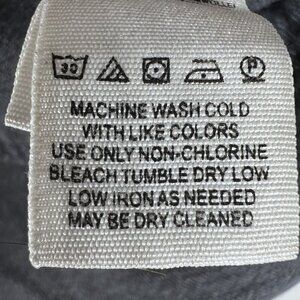 30 P
MACHINE WASH COLD
WITH LIKE COLORS
USE ONLY NON-CHLORINE
BLEACH TUMBLE DRY LOW
LOW IRON AS NEEDED
MAY BE DRY CLEANED